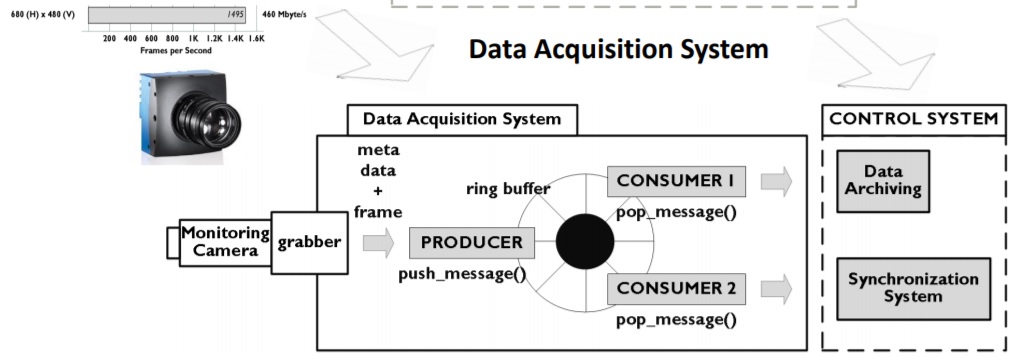 680 (H) x 480 (V)
1495
460 Mbyte/s
200 400 600 800 1K 1.2K 1.4K 1.6K
Frames per Second
Data Acquisition System
Data Acquisition System
CONTROL SYSTEM
meta
data
+
frame
ring buffer
CONSUMER 1
pop_message()
Data
Archiving
Monitoring
Camera
grabber
PRODUCER
push_message()
CONSUMER 2
pop_message()
Synchronization
System